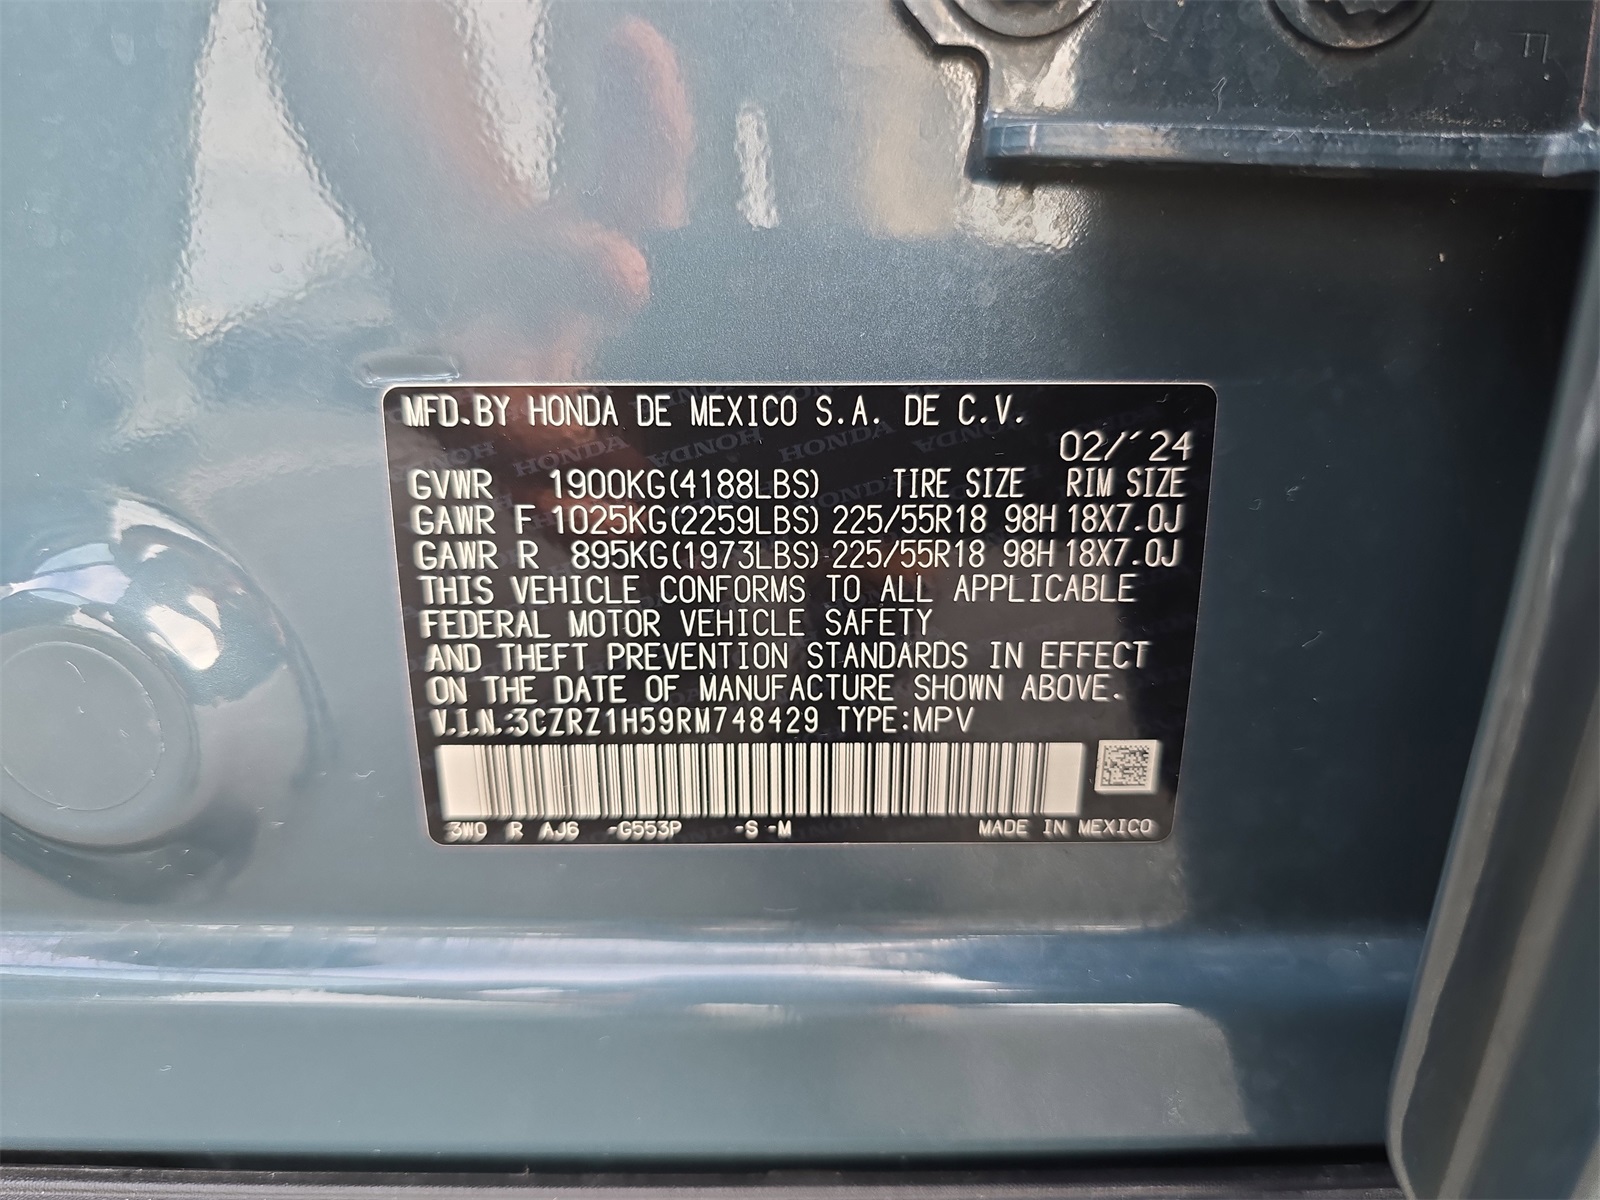 MFD.BY HONDA DE MEXICO S.A. DE C.V.
02/'24
GVWR 1900KG(4188LBS) TIRE SIZE RIM SIZE
GAWR F 1025KG(2259LBS) 225/55R18 98H 18X7.0J
GAWR R 895KG(1973LBS) 225/55R18 98H 18X7.0J
THIS VEHICLE CONFORMS TO ALL APPLICABLE
FEDERAL MOTOR VEHICLE SAFETY
AND THEFT PREVENTION STANDARDS IN EFFECT
ON THE DATE OF MANUFACTURE SHOWN ABOVE.
V.I.N.:3CZRZ1H59RM748429 TYPE:MPV
3W0 R AJ6 -G553P -S -M MADE IN MEXICO